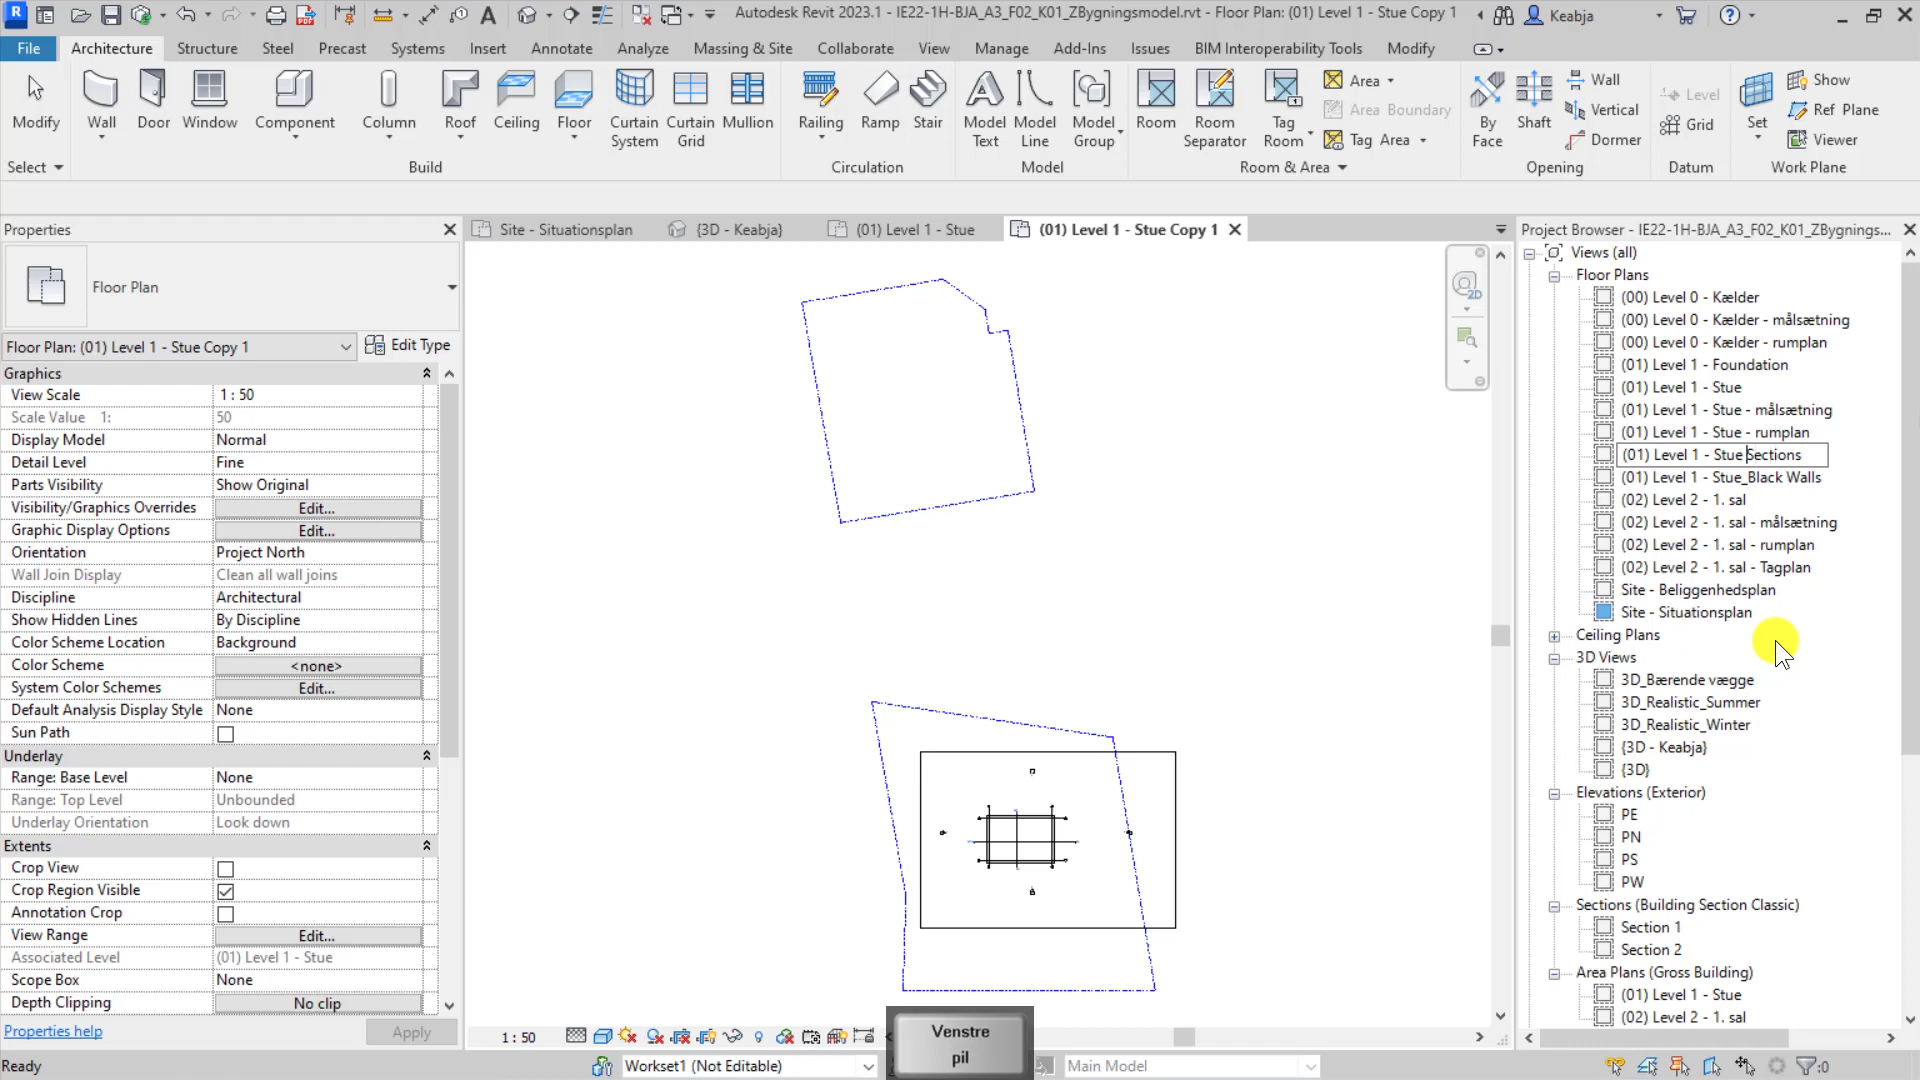 Autodesk Revit 2023.1 - IE22-1H-BJA_A3_F02_K01_ZBygningsmodel.rvt - Floor Plan: (01) Level 1 - Stue Copy 1
Keabja
File Architecture Structure Steel Precast Systems Insert Annotate Analyze Massing & Site Collaborate View Manage Add-Ins Issues BIM Interoperability Tools Modify
Modify
Wall
Door
Window
Component
Column
Roof
Ceiling
Floor
Curtain System
Curtain Grid
Mullion
Railing
Ramp
Stair
Model Text
Model Line
Model Group
Room
Room Separator
Tag Room
Area
Area Boundary
Tag Area
By Face
Shaft
Wall
Vertical
Dormer
Level
Grid
Set
Show
Ref Plane
Viewer
Select Build Circulation Model Room & Area Opening Datum Work Plane
Properties
Floor Plan
Floor Plan: (01) Level 1 - Stue Copy 1
Edit Type
Graphics
View Scale 1 : 50
Scale Value 1: 50
Display Model Normal
Detail Level Fine
Parts Visibility Show Original
Visibility/Graphics Overrides Edit...
Graphic Display Options Edit...
Orientation Project North
Wall Join Display Clean all wall joins
Discipline Architectural
Show Hidden Lines By Discipline
Color Scheme Location Background
Color Scheme <none>
System Color Schemes Edit...
Default Analysis Display Style None
Sun Path
Underlay
Range: Base Level None
Range: Top Level Unbounded
Underlay Orientation Look down
Extents
Crop View
Crop Region Visible
Annotation Crop
View Range Edit...
Associated Level (01) Level 1 - Stue
Scope Box None
Depth Clipping No clip
Properties help
Apply
Site - Situationsplan
{3D - Keabja}
(01) Level 1 - Stue
(01) Level 1 - Stue Copy 1
2D
Project Browser - IE22-1H-BJA_A3_F02_K01_ZBygnings...
Views (all)
Floor Plans
(00) Level 0 - Kælder
(00) Level 0 - Kælder - målsætning
(00) Level 0 - Kælder - rumplan
(01) Level 1 - Foundation
(01) Level 1 - Stue
(01) Level 1 - Stue - målsætning
(01) Level 1 - Stue - rumplan
(01) Level 1 - Stue Sections
(01) Level 1 - Stue_Black Walls
(02) Level 2 - 1. sal
(02) Level 2 - 1. sal - målsætning
(02) Level 2 - 1. sal - rumplan
(02) Level 2 - 1. sal - Tagplan
Site - Beliggenhedsplan
Site - Situationsplan
Ceiling Plans
3D Views
3D_Bærende vægge
3D_Realistic_Summer
3D_Realistic_Winter
{3D - Keabja}
{3D}
Elevations (Exterior)
PE
PN
PS
PW
Sections (Building Section Classic)
Section 1
Section 2
Area Plans (Gross Building)
(01) Level 1 - Stue
(02) Level 2 - 1. sal
1 : 50
Venstre
pil
Ready
Workset1 (Not Editable)
Main Model
:0